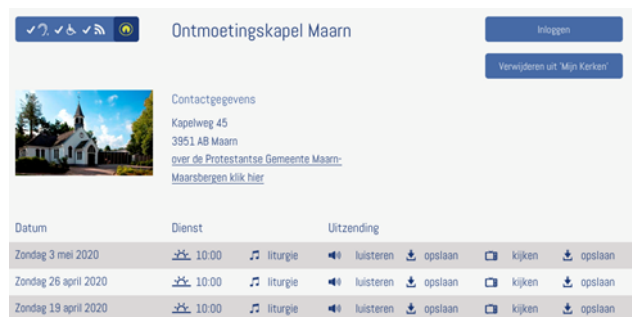 Ontmoetingskapel Maarn
Inloggen
Verwijderen uit 'Mijn Kerken'
Contactgegevens
Kapelweg 45
3951 AB Maarn
over de Protestantse Gemeente Maarn-
Maarsbergen klik hier
Datum Dienst Uitzending
Zondag 3 mei 2020 10:00 liturgie luisteren opslaan kijken opslaan
Zondag 26 april 2020 10:00 liturgie luisteren opslaan kijken opslaan
Zondag 19 april 2020 10:00 liturgie luisteren opslaan kijken opslaan